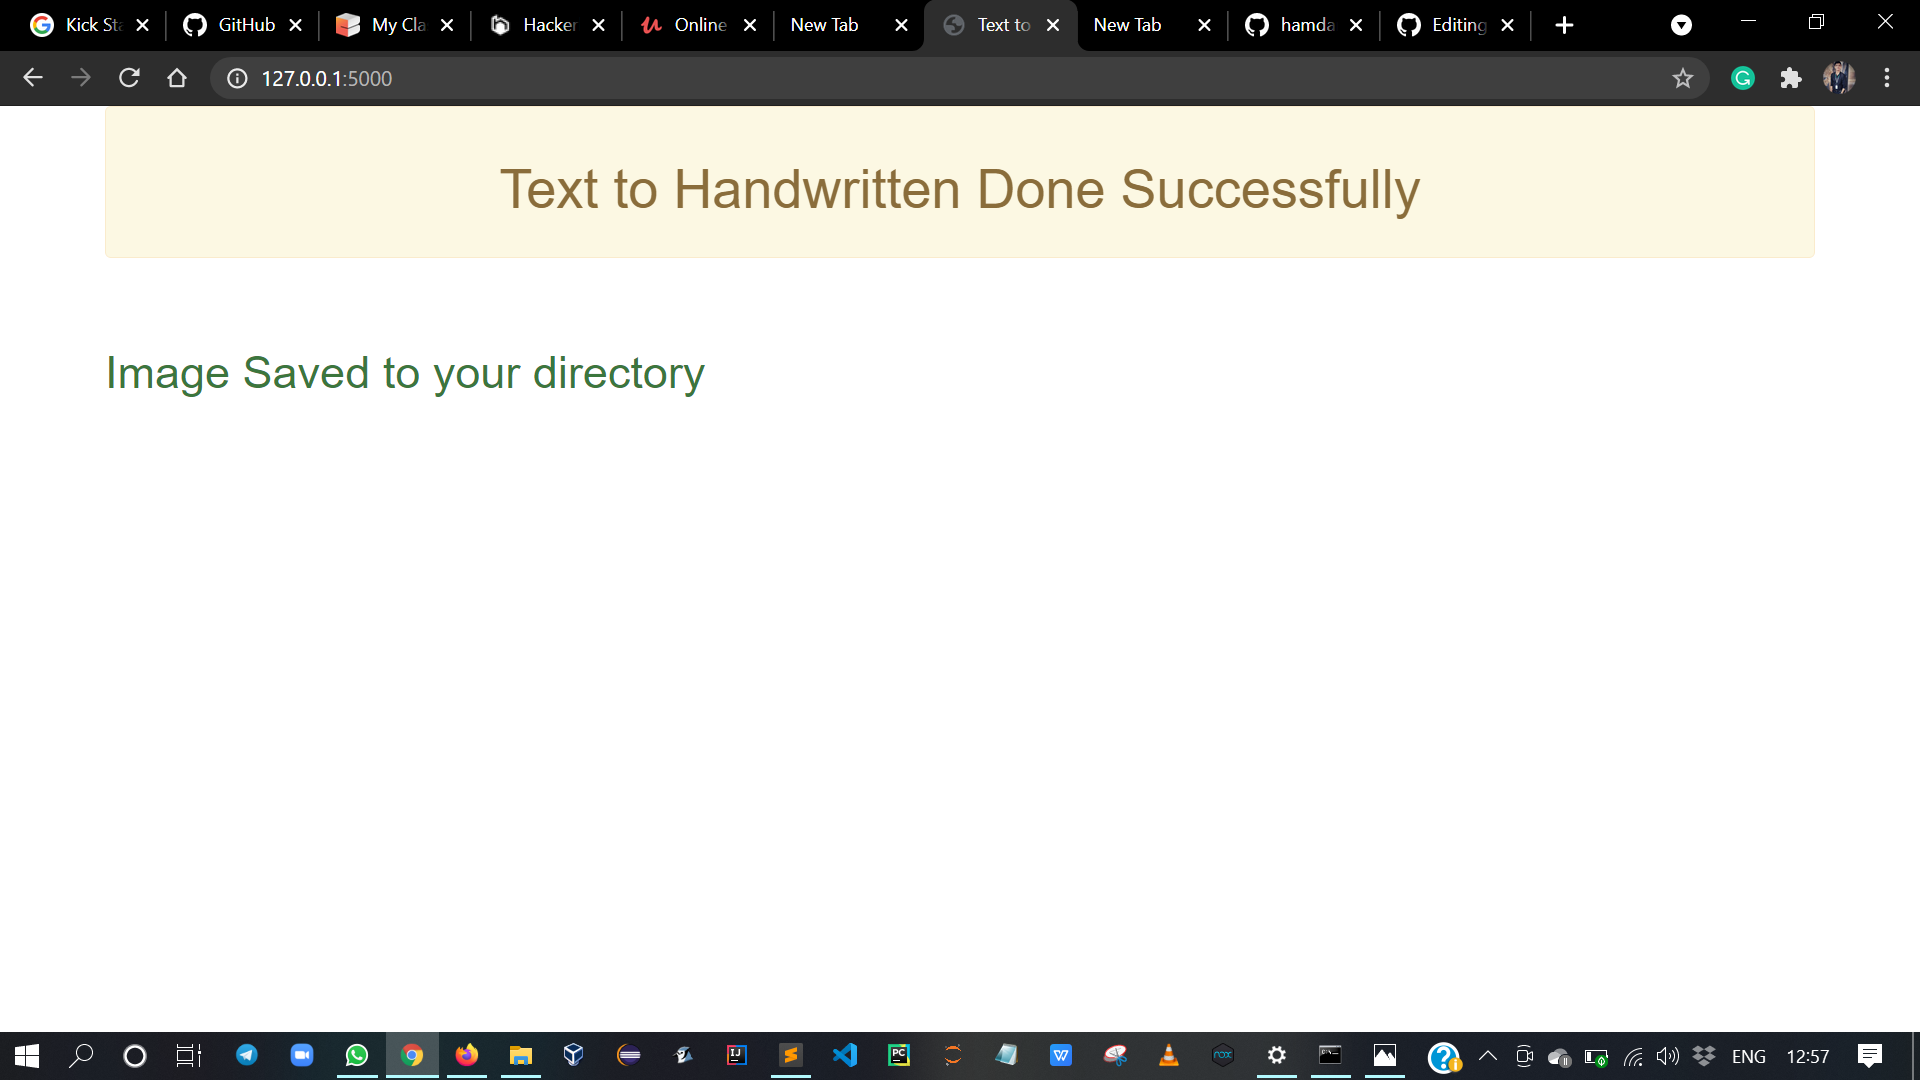 Kick Sta
GitHub
My Cla
Hacker
Online
New Tab
Text to
New Tab
hamda
Editing
127.0.0.1:5000
Text to Handwritten Done Successfully
Image Saved to your directory
ENG
12:57